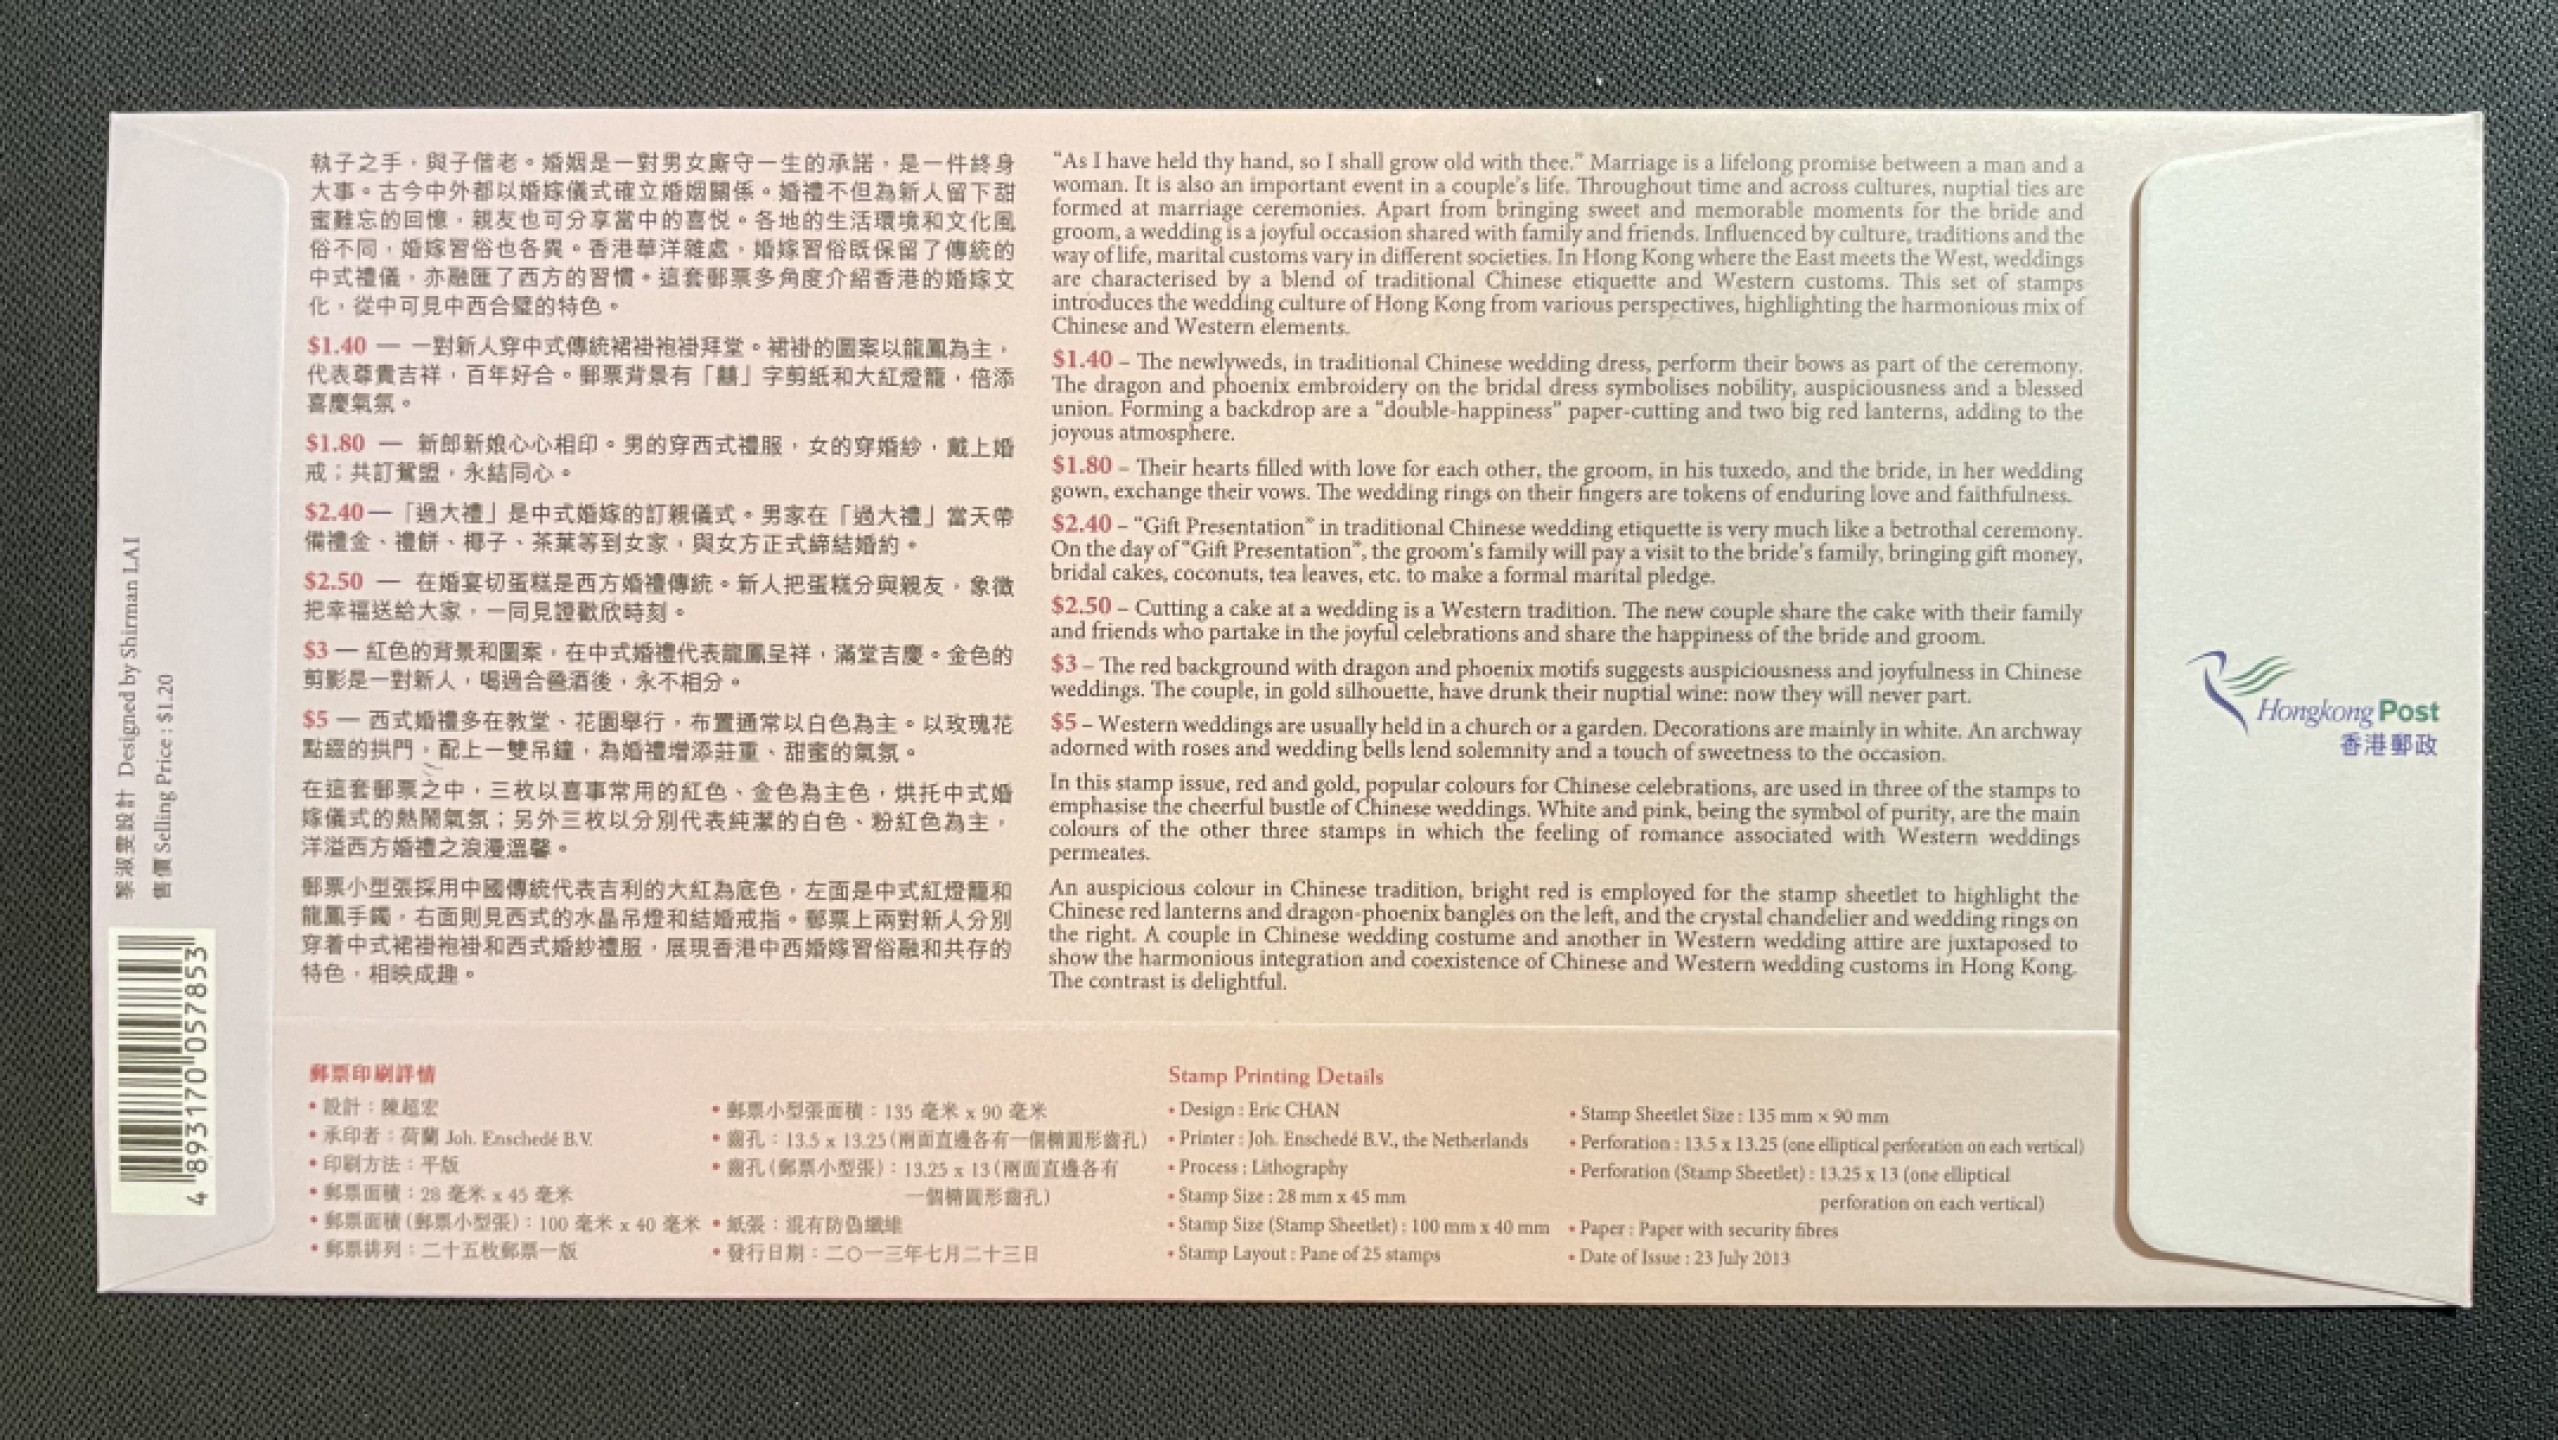 執子之手，與子偕老。婚姻是一對男女廝守一生的承諾，是一件終身
大事。古今中外都以婚嫁儀式確立婚姻關係。婚禮不但為新人留下甜
蜜難忘的回憶，親友也可分享當中的喜悅。各地的生活環境和文化風
俗不同，婚嫁習俗也各異。香港華洋雜處，婚嫁習俗既保留了傳統的
中式禮儀，亦融匯了西方的習慣。這套郵票多角度介紹香港的婚嫁文
化，從中可見中西合璧的特色。
$1.40 — 一對新人穿中式傳統裙褂袍褂拜堂。裙褂的圖案以龍鳳為主，
代表尊貴吉祥，百年好合。郵票背景有「囍」字剪紙和大紅燈籠，倍添
喜慶氣氛。
$1.80 — 新郎新娘心心相印。男的穿西式禮服，女的穿婚紗，戴上婚
戒；共訂鴛盟，永結同心。
$2.40—「過大禮」是中式婚嫁的訂親儀式。男家在「過大禮」當天帶
備禮金、禮餅、椰子、茶葉等到女家，與女方正式締結婚約。
$2.50 — 在婚宴切蛋糕是西方婚禮傳統。新人把蛋糕分與親友，象徵
把幸福送給大家，一同見證歡欣時刻。
$3 — 紅色的背景和圖案，在中式婚禮代表龍鳳呈祥，滿堂吉慶。金色的
剪影是一對新人，喝過合巹酒後，永不相分。
$5 — 西式婚禮多在教堂、花園舉行，布置通常以白色為主。以玫瑰花
點綴的拱門，配上一雙吊鐘，為婚禮增添莊重、甜蜜的氣氛。
在這套郵票之中，三枚以喜事常用的紅色、金色為主色，烘托中式婚
嫁儀式的熱鬧氣氛；另外三枚以分別代表純潔的白色、粉紅色為主，
洋溢西方婚禮之浪漫溫馨。
郵票小型張採用中國傳統代表吉利的大紅為底色，左面是中式紅燈籠和
龍鳳手鐲，右面則見西式的水晶吊燈和結婚戒指。郵票上兩對新人分別
穿着中式裙褂袍褂和西式婚紗禮服，展現香港中西婚嫁習俗融和共存的
特色，相映成趣。
“As I have held thy hand, so I shall grow old with thee.” Marriage is a lifelong promise between a man and a
woman. It is also an important event in a couple's life. Throughout time and across cultures, nuptial ties are
formed at marriage ceremonies. Apart from bringing sweet and memorable moments for the bride and
groom, a wedding is a joyful occasion shared with family and friends. Influenced by culture, traditions and the
way of life, marital customs vary in different societies. In Hong Kong where the East meets the West, weddings
are characterised by a blend of traditional Chinese etiquette and Western customs. This set of stamps
introduces the wedding culture of Hong Kong from various perspectives, highlighting the harmonious mix of
Chinese and Western elements.
$1.40 – The newlyweds, in traditional Chinese wedding dress, perform their bows as part of the ceremony.
The dragon and phoenix embroidery on the bridal dress symbolises nobility, auspiciousness and a blessed
union. Forming a backdrop are a “double-happiness” paper-cutting and two big red lanterns, adding to the
joyous atmosphere.
$1.80 – Their hearts filled with love for each other, the groom, in his tuxedo, and the bride, in her wedding
gown, exchange their vows. The wedding rings on their fingers are tokens of enduring love and faithfulness.
$2.40 – “Gift Presentation” in traditional Chinese wedding etiquette is very much like a betrothal ceremony.
On the day of “Gift Presentation”, the groom's family will pay a visit to the bride's family, bringing gift money,
bridal cakes, coconuts, tea leaves, etc. to make a formal marital pledge.
$2.50 – Cutting a cake at a wedding is a Western tradition. The new couple share the cake with their family
and friends who partake in the joyful celebrations and share the happiness of the bride and groom.
$3 – The red background with dragon and phoenix motifs suggests auspiciousness and joyfulness in Chinese
weddings. The couple, in gold silhouette, have drunk their nuptial wine: now they will never part.
$5 – Western weddings are usually held in a church or a garden. Decorations are mainly in white. An archway
adorned with roses and wedding bells lend solemnity and a touch of sweetness to the occasion.
In this stamp issue, red and gold, popular colours for Chinese celebrations, are used in three of the stamps to
emphasise the cheerful bustle of Chinese weddings. White and pink, being the symbol of purity, are the main
colours of the other three stamps in which the feeling of romance associated with Western weddings
permeates.
An auspicious colour in Chinese tradition, bright red is employed for the stamp sheetlet to highlight the
Chinese red lanterns and dragon-phoenix bangles on the left, and the crystal chandelier and wedding rings on
the right. A couple in Chinese wedding costume and another in Western wedding attire are juxtaposed to
show the harmonious integration and coexistence of Chinese and Western wedding customs in Hong Kong.
The contrast is delightful.
黎淑雯設計 Designed by Shirman LAI
售價 Selling Price : $1.20
4 893170 057853
Hongkong Post
香港郵政
郵票印刷詳情
• 設計：陳超宏
• 承印者：荷蘭 Joh. Enschedé B.V.
• 印刷方法：平版
• 郵票面積：28 毫米 x 45 毫米
• 郵票面積（郵票小型張）：100 毫米 x 40 毫米
• 郵票排列：二十五枚郵票一版
• 郵票小型張面積：135 毫米 x 90 毫米
• 齒孔：13.5 x 13.25（兩面直邊各有一個橢圓形齒孔）
• 齒孔（郵票小型張）：13.25 x 13（兩面直邊各有
一個橢圓形齒孔）
• 紙張：混有防偽纖維
• 發行日期：二〇一三年七月二十三日
Stamp Printing Details
• Design : Eric CHAN
• Printer : Joh. Enschedé B.V., the Netherlands
• Process : Lithography
• Stamp Size : 28 mm x 45 mm
• Stamp Size (Stamp Sheetlet) : 100 mm x 40 mm
• Stamp Layout : Pane of 25 stamps
• Stamp Sheetlet Size : 135 mm × 90 mm
• Perforation : 13.5 x 13.25 (one elliptical perforation on each vertical)
• Perforation (Stamp Sheetlet) : 13.25 x 13 (one elliptical
perforation on each vertical)
• Paper : Paper with security fibres
• Date of Issue : 23 July 2013